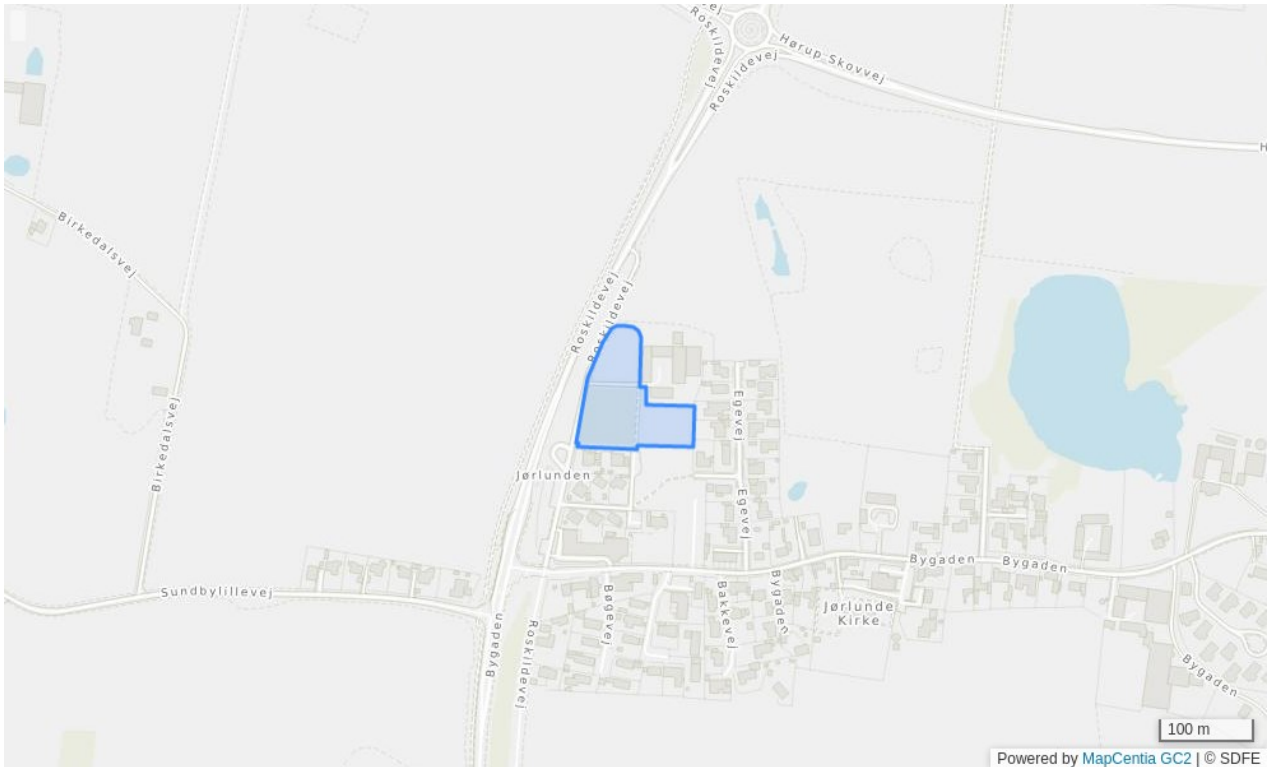 Roskildevej
Hørup Skovvej
Roskildevej
Birkedalsvej
Roskildevej
Roskildevej
Egevej
Birkedalsvej
Jørlunden
Egevej
Bygaden
Bygaden
Sundbylillevej
Bøgevej
Bakkevej
Bygaden
Jørlunde
Kirke
Bygaden
Roskildevej
Bygaden
100 m
Powered by MapCentia GC2 | © SDFE